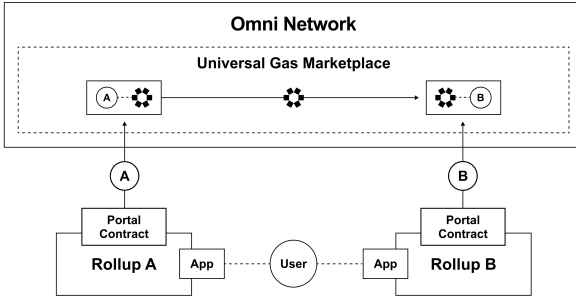 Omni Network
Universal Gas Marketplace
A
B
A
B
Portal
Contract
Portal
Contract
Rollup A
App
User
App
Rollup B